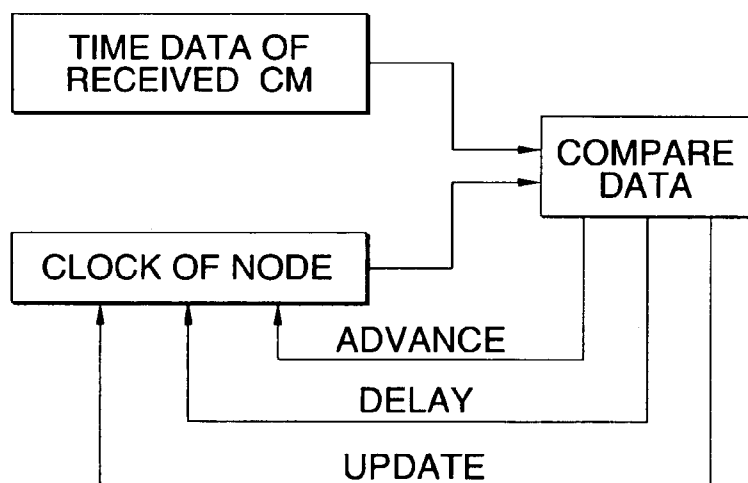 TIME DATA OF
RECEIVED CM
COMPARE
DATA
CLOCK OF NODE
ADVANCE
DELAY
UPDATE